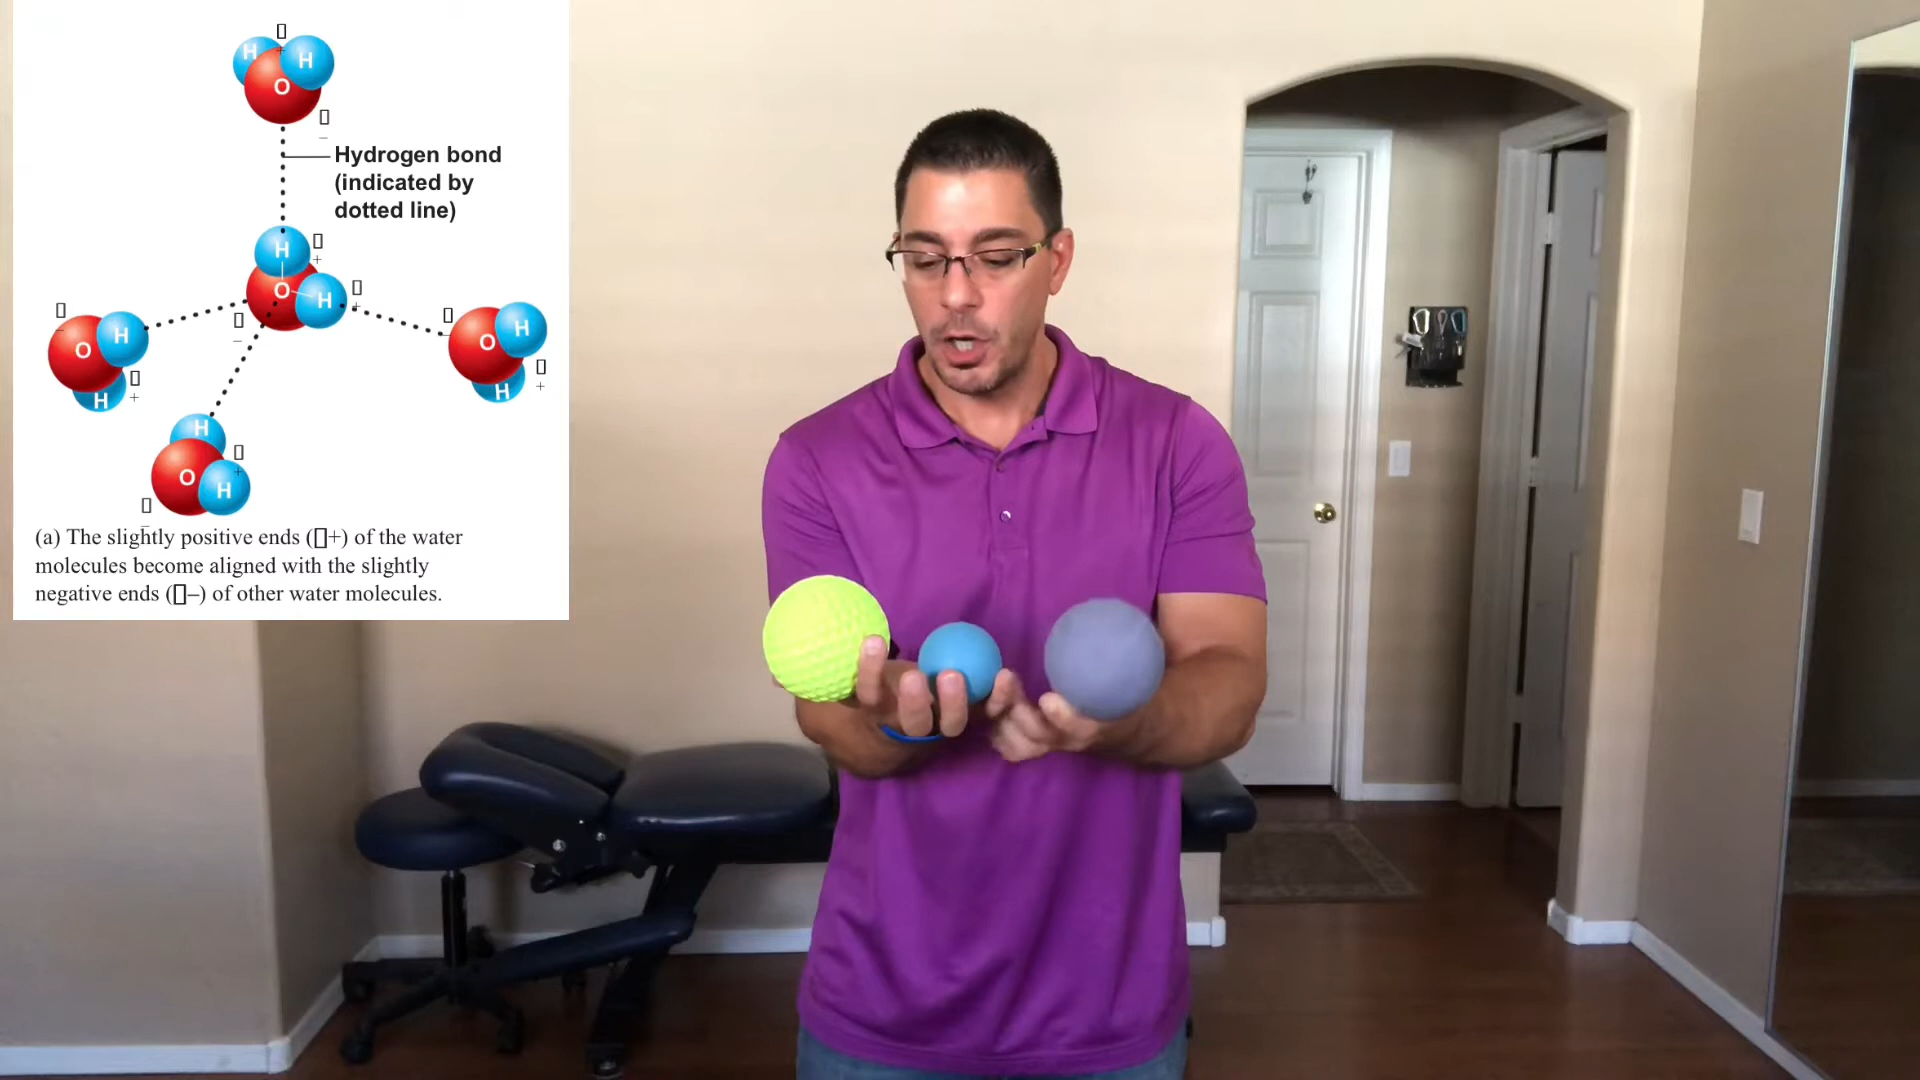 H H
O
Hydrogen bond
(indicated by
dotted line)
H
O H
O H
H
O H
H
H
O
H
(a) The slightly positive ends (▯+) of the water
molecules become aligned with the slightly
negative ends (▯–) of other water molecules.